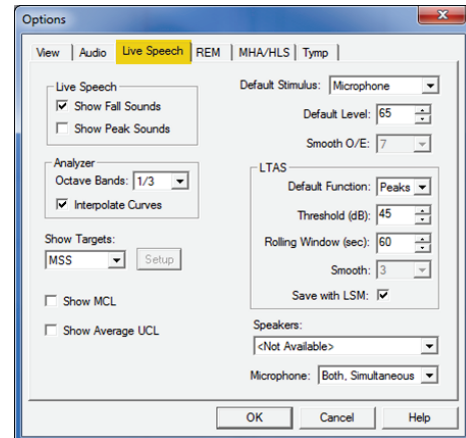 Options
View Audio Live Speech REM MHA/HLS Tymp
Live Speech
Show Fall Sounds
Show Peak Sounds
Analyzer
Octave Bands: 1/3
Interpolate Curves
Show Targets:
MSS Setup
Show MCL
Show Average UCL
Default Stimulus: Microphone
Default Level: 65
Smooth O/E: 7
LTAS
Default Function: Peaks
Threshold (dB): 45
Rolling Window (sec): 60
Smooth: 3
Save with LSM:
Speakers:
<Not Available>
Microphone: Both, Simultaneous
OK Cancel Help